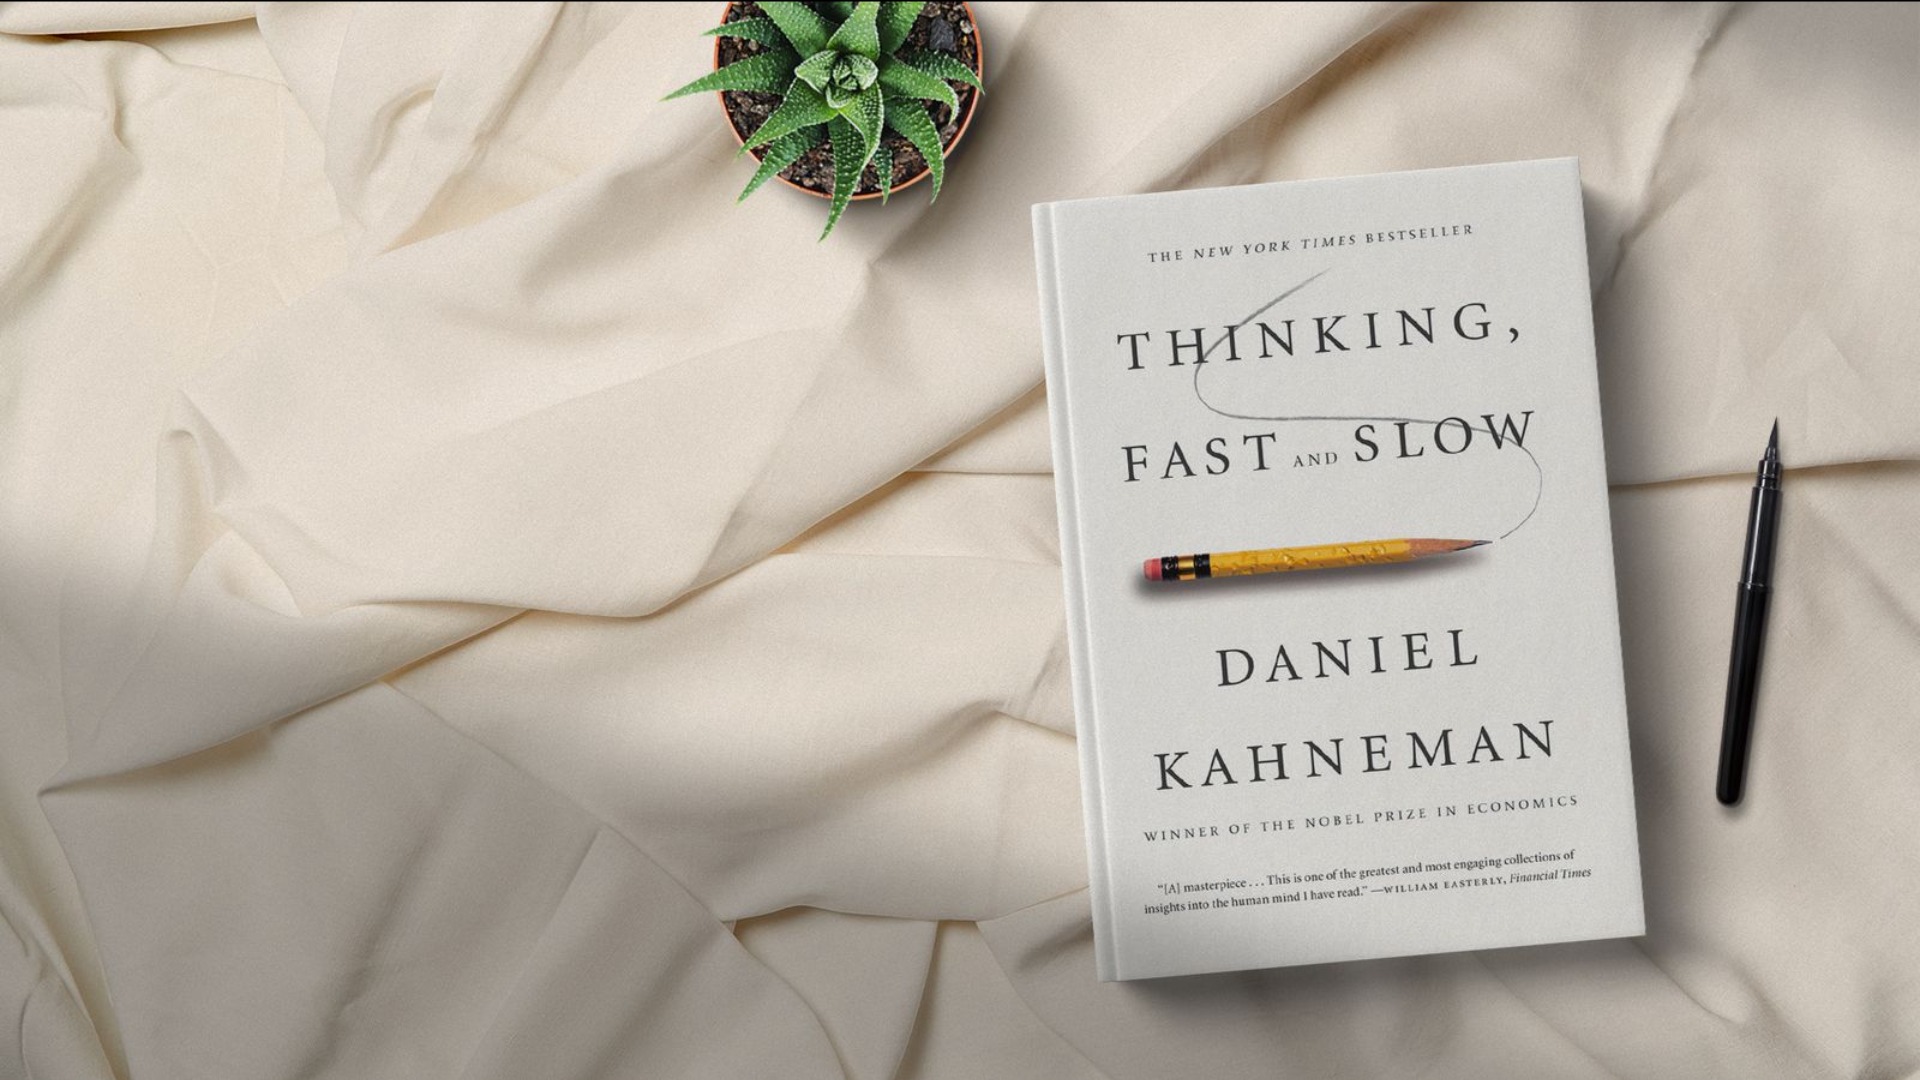 THE NEW YORK TIMES BESTSELLER
THINKING,
FAST AND SLOW
DANIEL
KAHNEMAN
WINNER OF THE NOBEL PRIZE IN ECONOMICS
“[A] masterpiece . . . This is one of the greatest and most engaging collections of
insights into the human mind I have read.” —WILLIAM EASTERLY, Financial Times